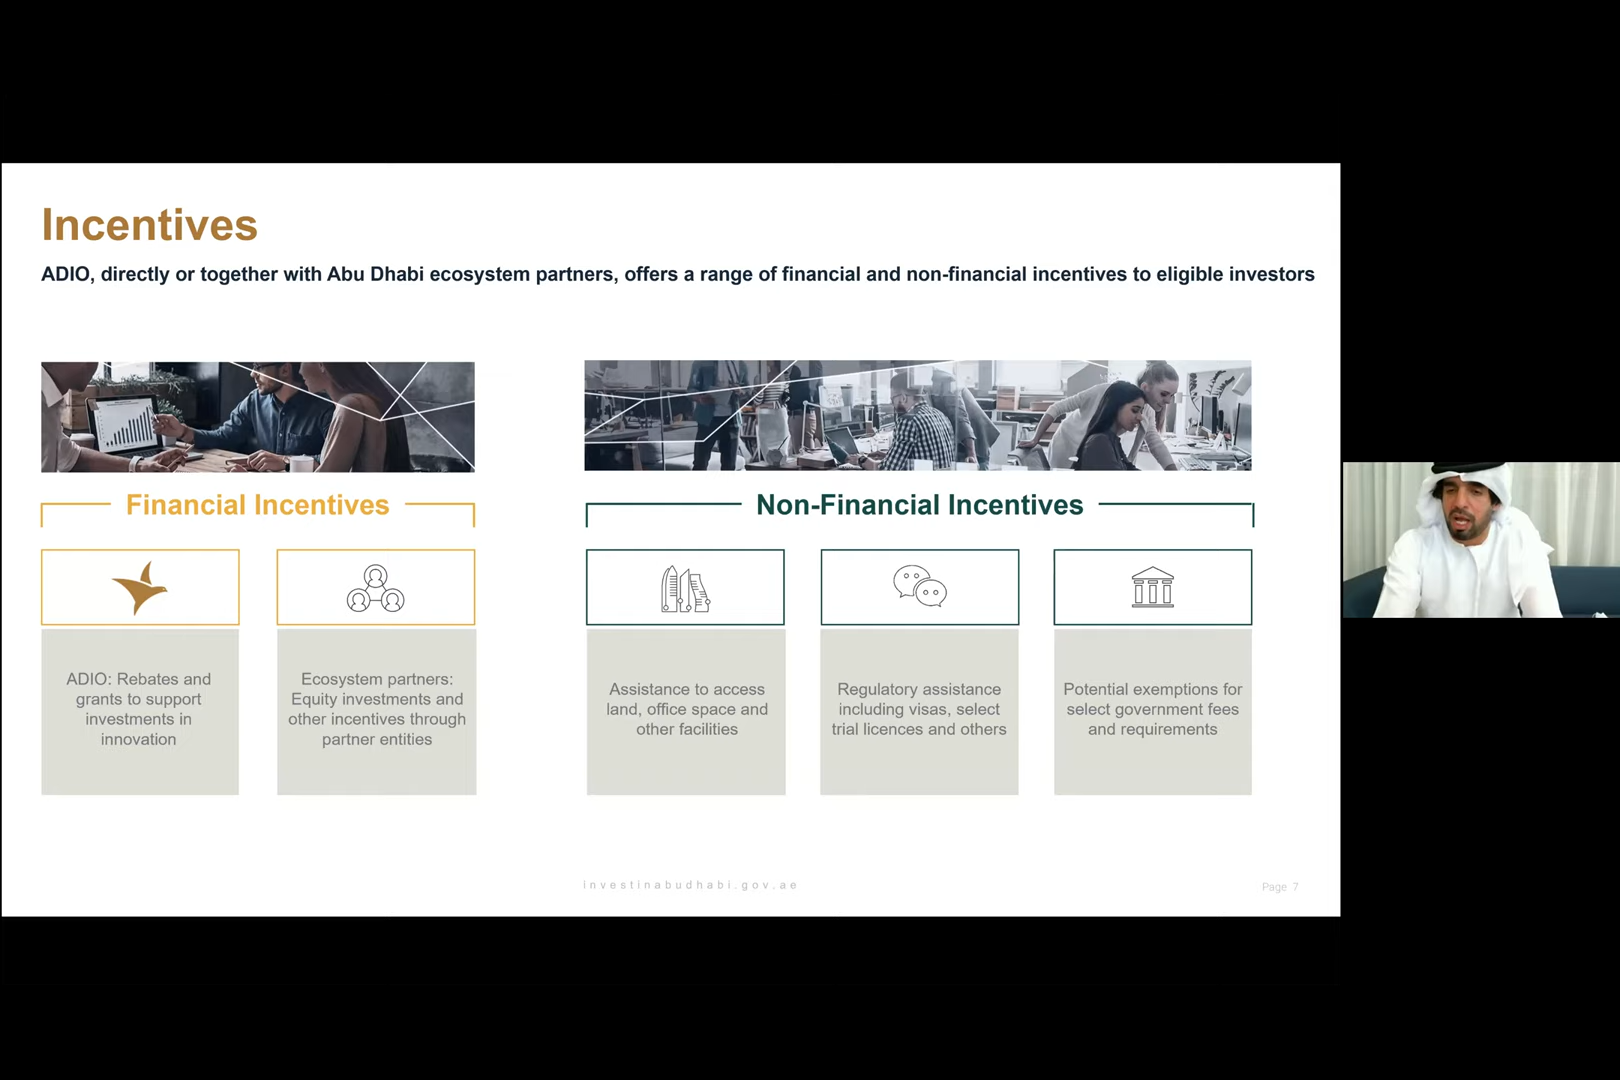 Incentives
ADIO, directly or together with Abu Dhabi ecosystem partners, offers a range of financial and non-financial incentives to eligible investors
Financial Incentives
Non-Financial Incentives
ADIO: Rebates and
grants to support
investments in
innovation
Ecosystem partners:
Equity investments and
other incentives through
partner entities
Assistance to access
land, office space and
other facilities
Regulatory assistance
including visas, select
trial licences and others
Potential exemptions for
select government fees
and requirements
investinabudhabi.gov.ae
Page 7